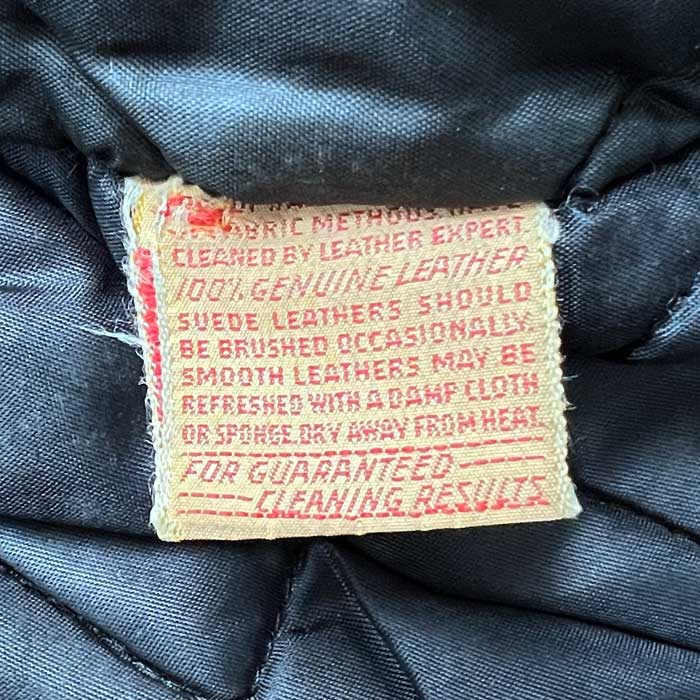 FABRIC METHODS. HAVE
CLEANED BY LEATHER EXPERT.
100% GENUINE LEATHER
SUEDE LEATHERS SHOULD
BE BRUSHED OCCASIONALLY.
SMOOTH LEATHERS MAY BE
REFRESHED WITH A DAMP CLOTH
OR SPONGE. DRY AWAY FROM HEAT.
FOR GUARANTEED
CLEANING RESULTS